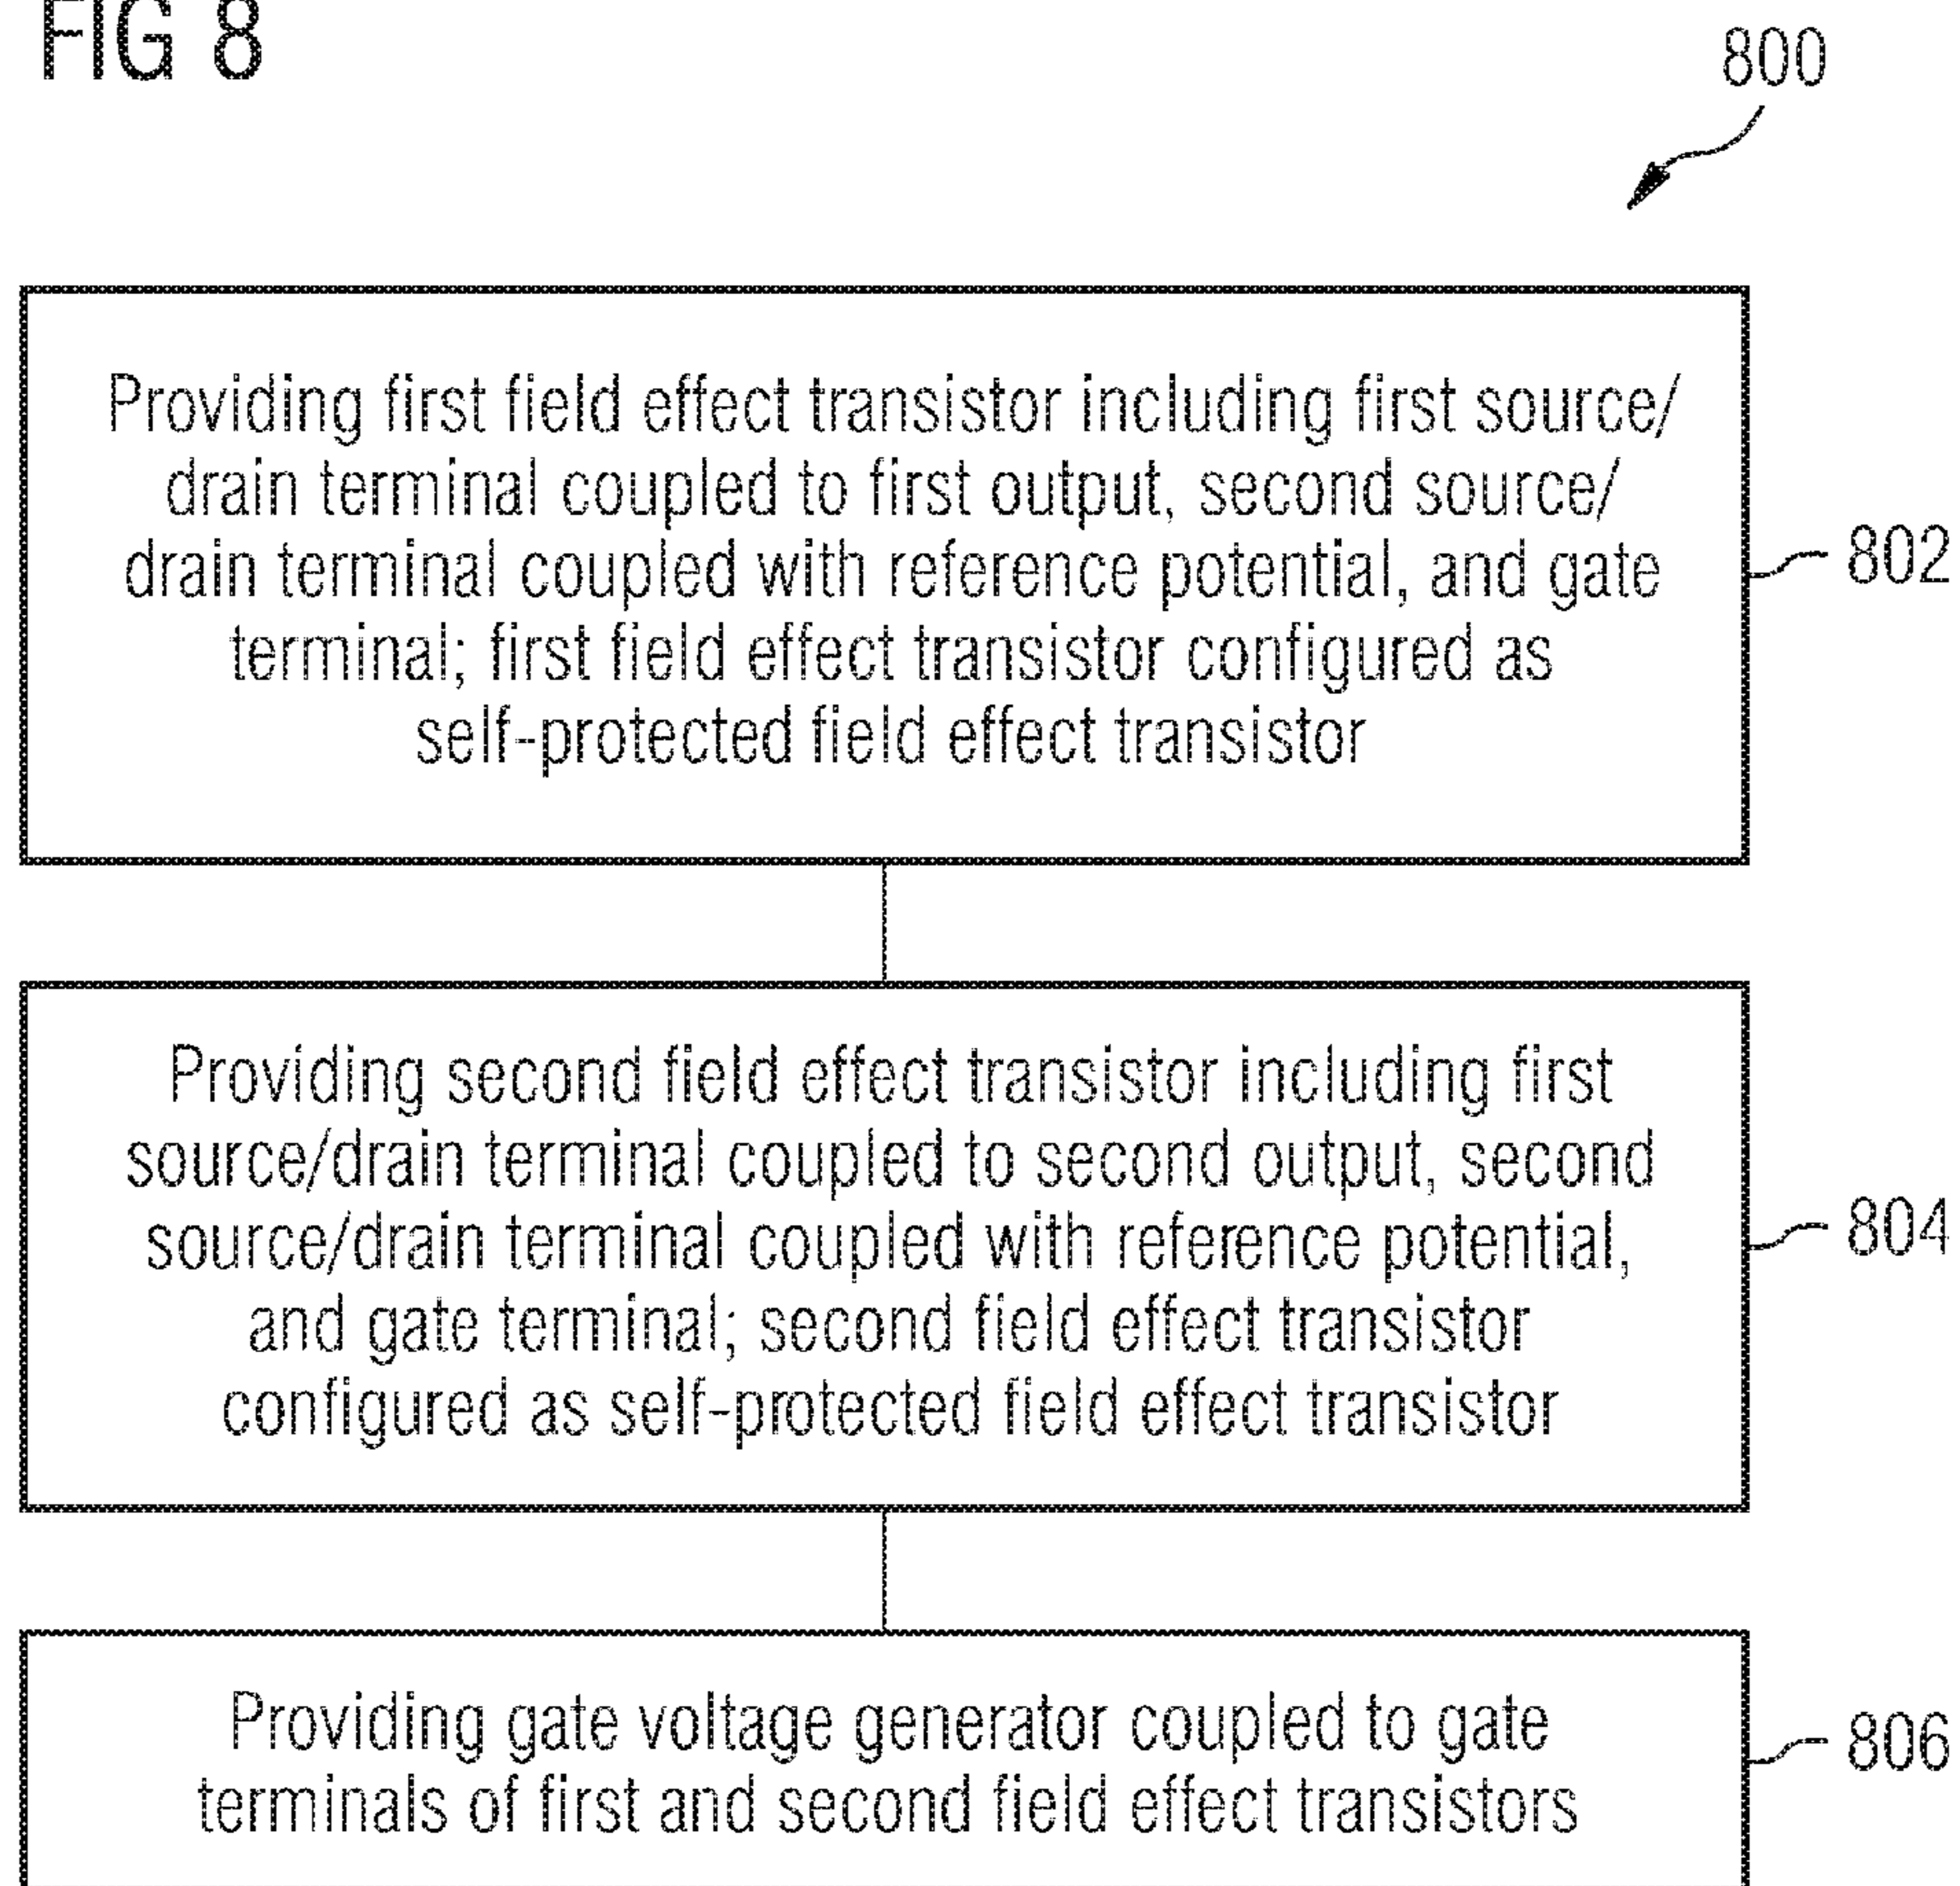 FIG 8
800
Providing first field effect transistor including first source/
drain terminal coupled to first output, second source/
drain terminal coupled with reference potential, and gate
terminal; first field effect transistor configured as
self-protected field effect transistor
802
Providing second field effect transistor including first
source/drain terminal coupled to second output, second
source/drain terminal coupled with reference potential,
and gate terminal; second field effect transistor
configured as self-protected field effect transistor
804
Providing gate voltage generator coupled to gate
terminals of first and second field effect transistors
806